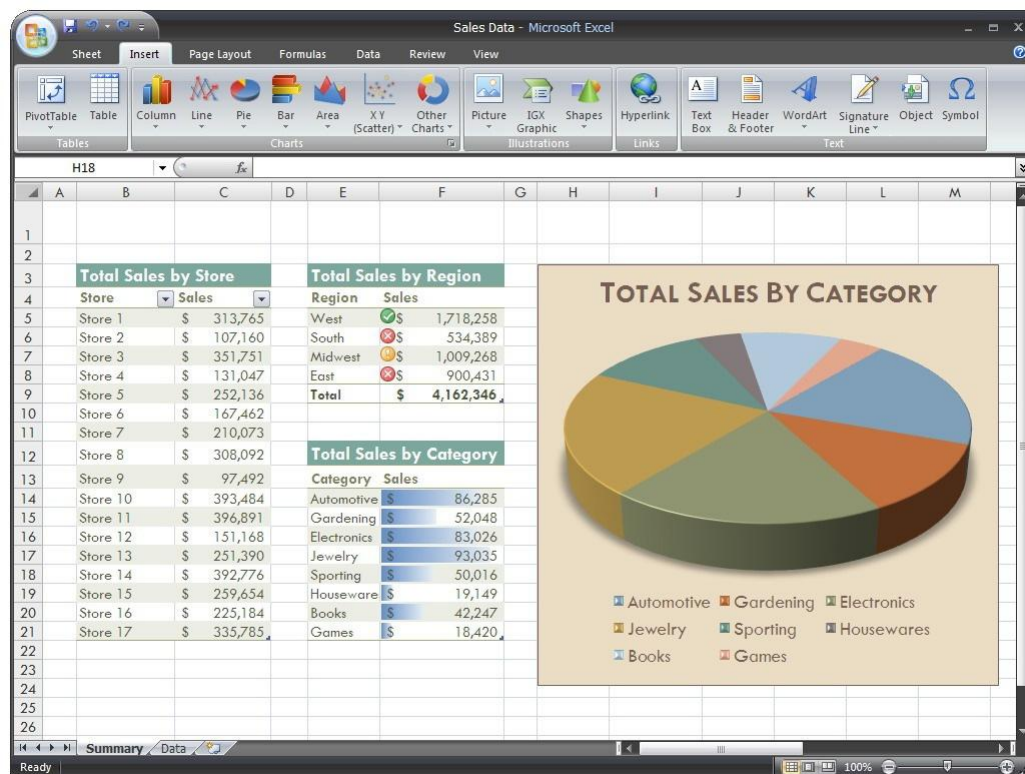 Sales Data - Microsoft Excel
Sheet Insert Page Layout Formulas Data Review View
PivotTable Table Column Line Pie Bar Area X Y (Scatter) Other Charts Picture IGX Graphic Shapes Hyperlink Text Box Header & Footer WordArt Signature Line Object Symbol
Tables Charts Illustrations Links Text
H18 fx
A B C D E F G H I J K L M
1
2
3 Total Sales by Store Total Sales by Region
4 Store Sales Region Sales
5 Store 1 $ 313,765 West $ 1,718,258
6 Store 2 $ 107,160 South $ 534,389
7 Store 3 $ 351,751 Midwest $ 1,009,268
8 Store 4 $ 131,047 East $ 900,431
9 Store 5 $ 252,136 Total $ 4,162,346
10 Store 6 $ 167,462
11 Store 7 $ 210,073
12 Store 8 $ 308,092 Total Sales by Category
13 Store 9 $ 97,492 Category Sales
14 Store 10 $ 393,484 Automotive $ 86,285
15 Store 11 $ 396,891 Gardening $ 52,048
16 Store 12 $ 151,168 Electronics $ 83,026
17 Store 13 $ 251,390 Jewelry $ 93,035
18 Store 14 $ 392,776 Sporting $ 50,016
19 Store 15 $ 259,654 Houseware $ 19,149
20 Store 16 $ 225,184 Books $ 42,247
21 Store 17 $ 335,785 Games $ 18,420
22
23
24
25
26
TOTAL SALES BY CATEGORY
Automotive Gardening Electronics
Jewelry Sporting Housewares
Books Games
Summary Data
Ready 100%